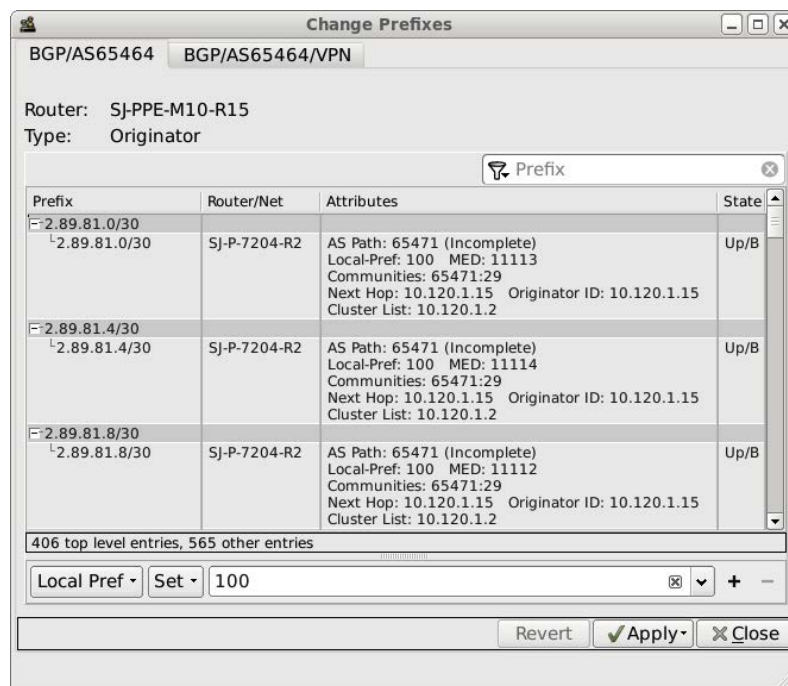 Change Prefixes
BGP/AS65464 BGP/AS65464/VPN
Router: SJ-PPE-M10-R15
Type: Originator
Prefix
Prefix Router/Net Attributes State
2.89.81.0/30
2.89.81.0/30 SJ-P-7204-R2 AS Path: 65471 (Incomplete) Up/B
Local-Pref: 100 MED: 11113
Communities: 65471:29
Next Hop: 10.120.1.15 Originator ID: 10.120.1.15
Cluster List: 10.120.1.2
2.89.81.4/30
2.89.81.4/30 SJ-P-7204-R2 AS Path: 65471 (Incomplete) Up/B
Local-Pref: 100 MED: 11114
Communities: 65471:29
Next Hop: 10.120.1.15 Originator ID: 10.120.1.15
Cluster List: 10.120.1.2
2.89.81.8/30
2.89.81.8/30 SJ-P-7204-R2 AS Path: 65471 (Incomplete) Up/B
Local-Pref: 100 MED: 11112
Communities: 65471:29
Next Hop: 10.120.1.15 Originator ID: 10.120.1.15
Cluster List: 10.120.1.2
406 top level entries, 565 other entries
Local Pref Set 100 + −
Revert Apply Close